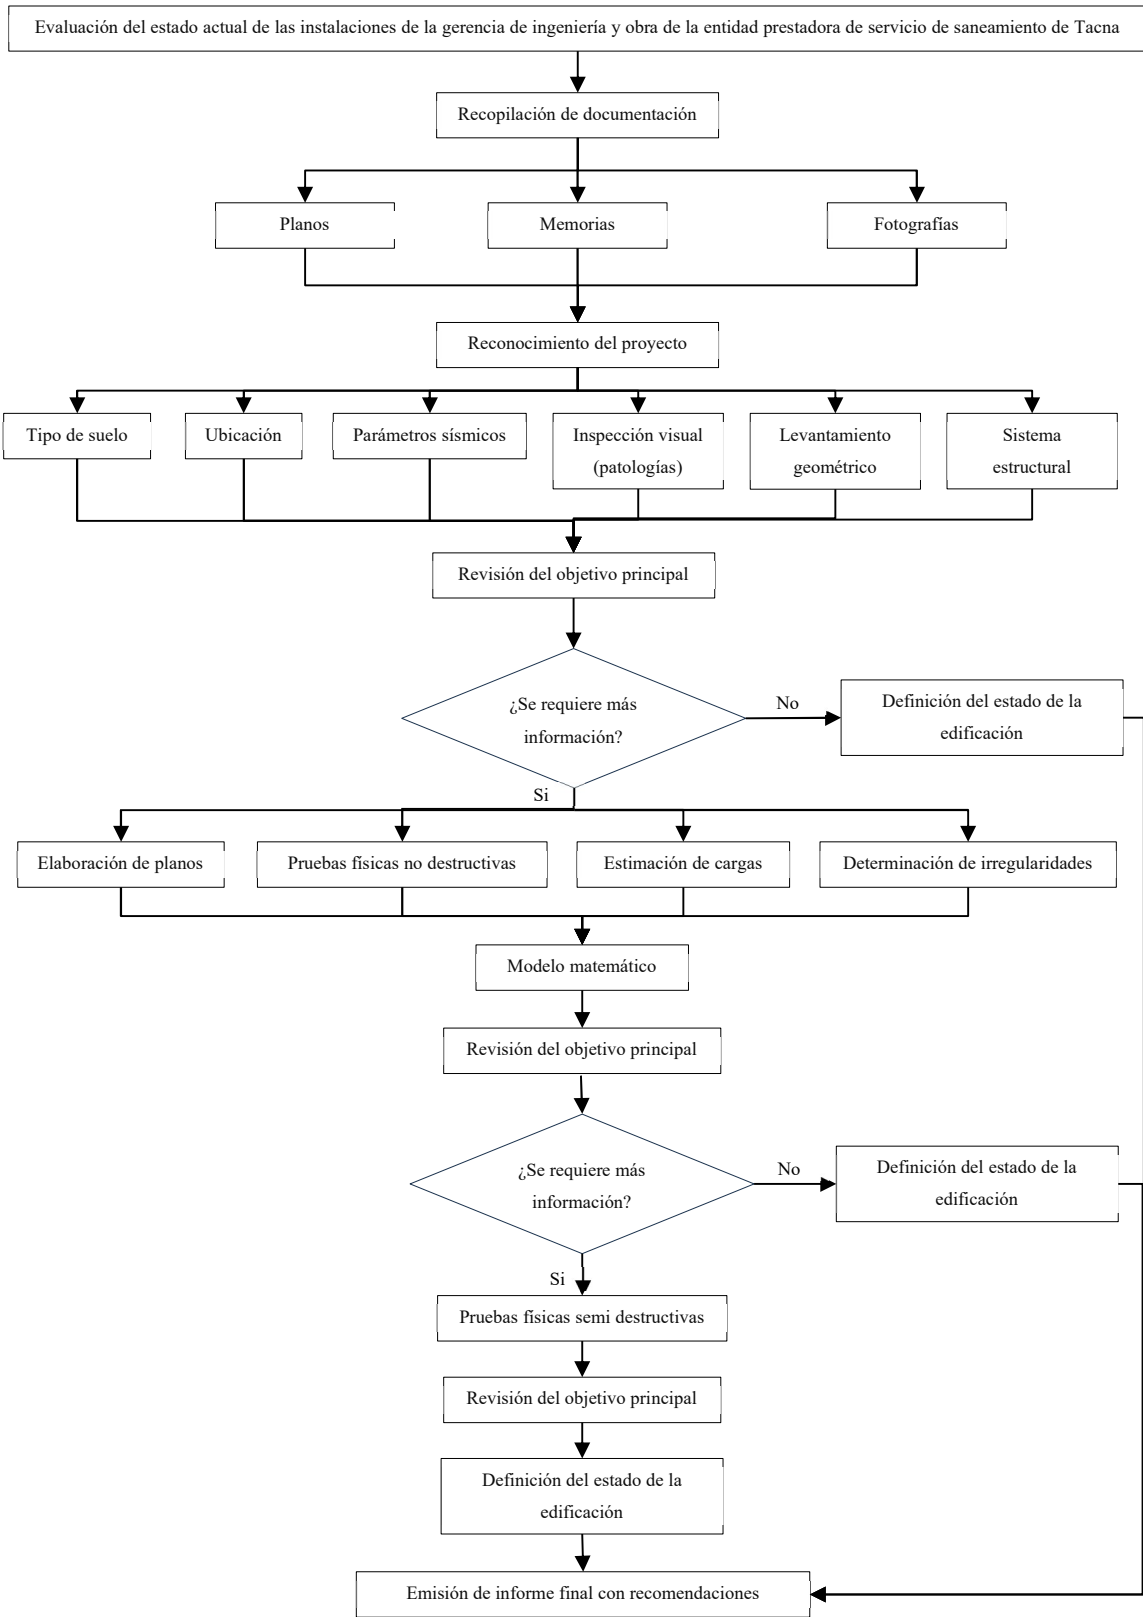 Evaluación del estado actual de las instalaciones de la gerencia de ingeniería y obra de la entidad prestadora de servicio de saneamiento de Tacna
Recopilación de documentación
Planos
Memorias
Fotografías
Reconocimiento del proyecto
Tipo de suelo
Ubicación
Parámetros sísmicos
Inspección visual
(patologías)
Levantamiento
geométrico
Sistema
estructural
Revisión del objetivo principal
¿Se requiere más
información?
No
Definición del estado de la
edificación
Si
Elaboración de planos
Pruebas físicas no destructivas
Estimación de cargas
Determinación de irregularidades
Modelo matemático
Revisión del objetivo principal
¿Se requiere más
información?
No
Definición del estado de la
edificación
Si
Pruebas físicas semi destructivas
Revisión del objetivo principal
Definición del estado de la
edificación
Emisión de informe final con recomendaciones